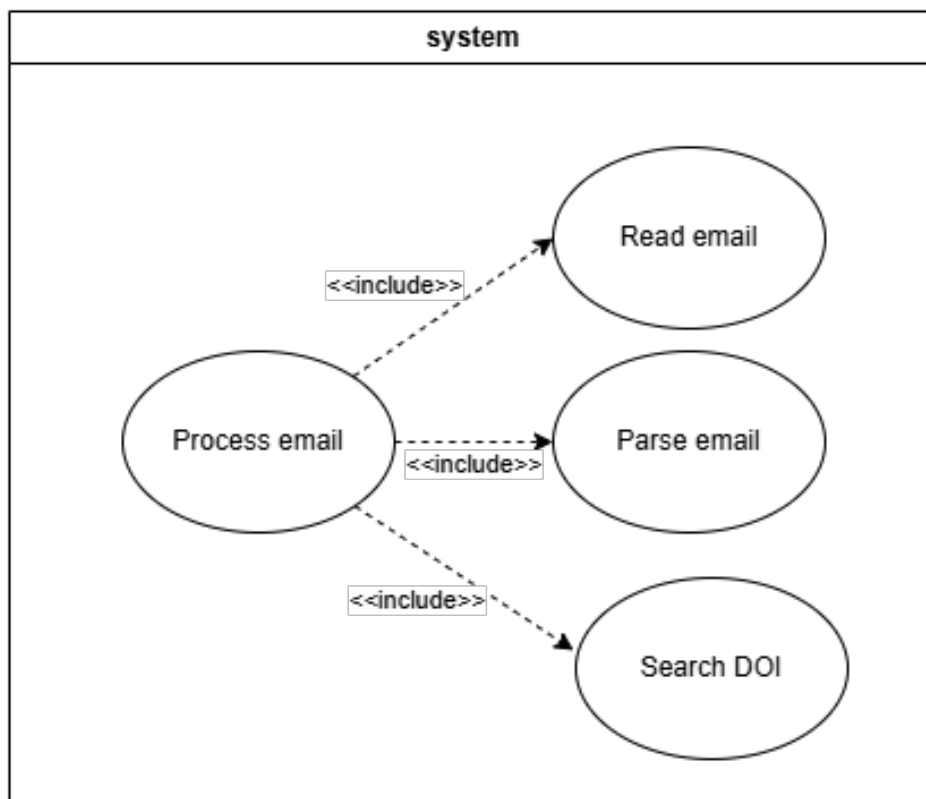 system
Read email
<<include>>
Process email
Parse email
<<include>>
<<include>>
Search DOI